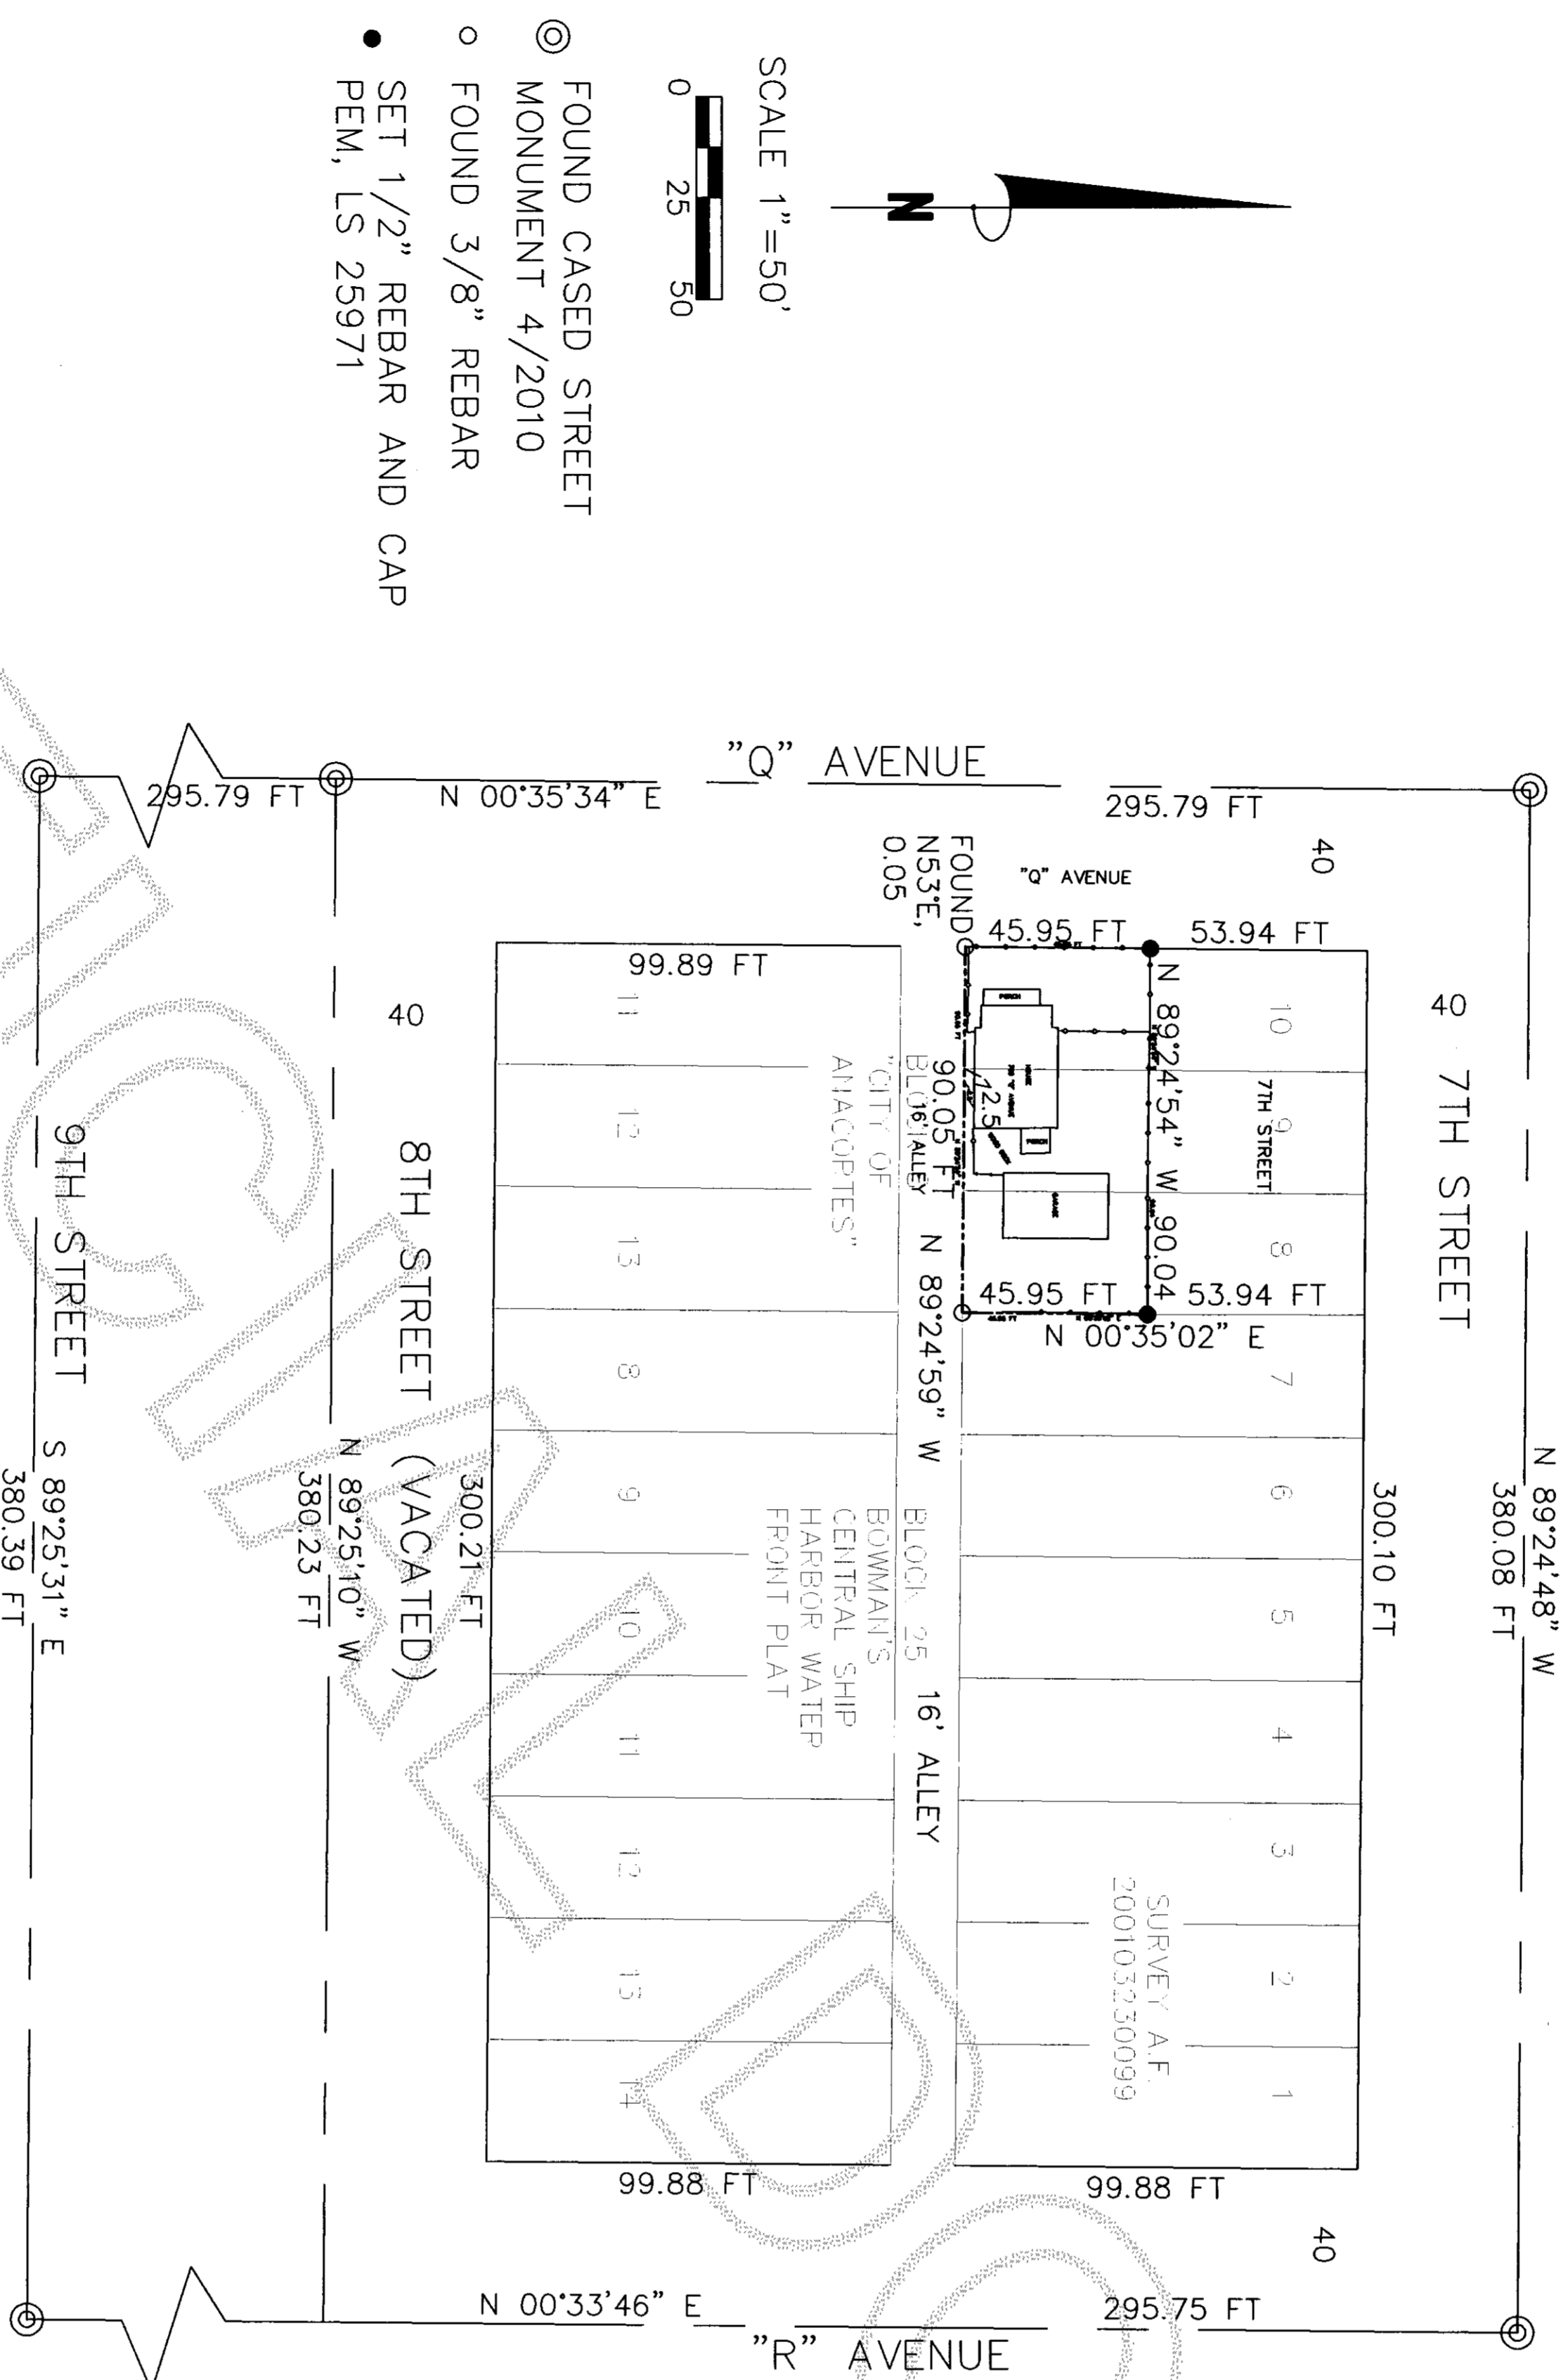 SCALE 1"=50'
0
25
50
N
FOUND CASED STREET
MONUMENT 4/2010
FOUND 3/8" REBAR
SET 1/2" REBAR AND CAP
PEM, LS 25971
N 89°24'48" W
380.08 FT
7TH STREET
40
300.10 FT
40
40
"Q" AVENUE
295.79 FT
N 00°35'34" E
295.79 FT
"Q" AVENUE
7TH STREET
53.94 FT
45.95 FT
N 89°24'54" W 90.04
53.94 FT
45.95 FT
N 00°35'02" E
10
9
8
7
6
5
4
3
2
1
PORCH
PORCH
GARAGE
12.5
FOUND
N53°E,
0.05
90.05 FT
N 89°24'59" W
16' ALLEY
16' ALLEY
"CITY OF
ANACORTES"
BLOCK 25
BOWMAN'S
CENTRAL SHIP
HARBOR WATER
FRONT PLAT
SURVEY A.F.
200103230099
99.89 FT
11
12
13
8
9
10
11
12
13
14
99.88 FT
99.88 FT
300.21 FT
40
8TH STREET (VACATED)
N 89°25'10" W
380.23 FT
9TH STREET
S 89°25'31" E
380.39 FT
N 00°33'46" E
295.75 FT
"R" AVENUE